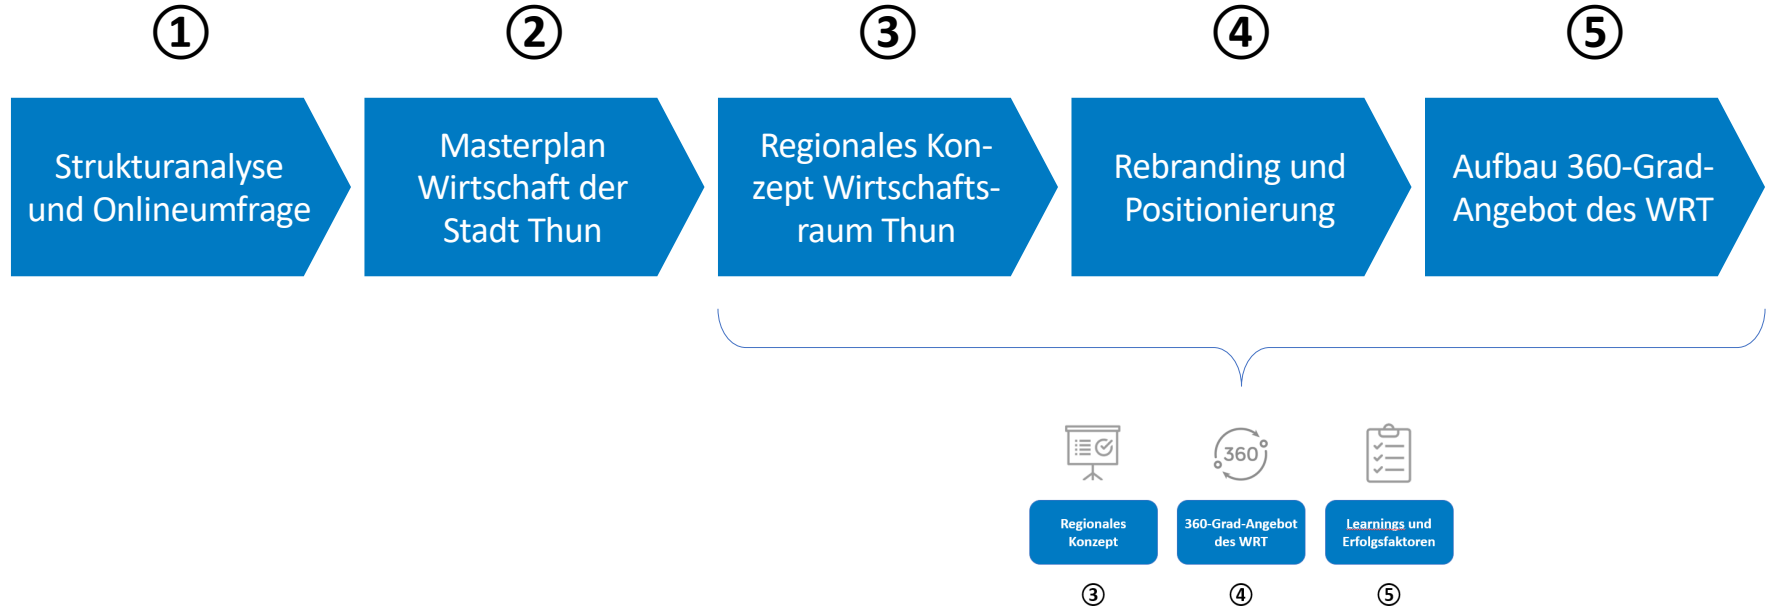 ①
②
③
④
⑤
Strukturanalyse
und Onlineumfrage
Masterplan
Wirtschaft der
Stadt Thun
Regionales Kon-
zept Wirtschafts-
raum Thun
Rebranding und
Positionierung
Aufbau 360-Grad-
Angebot des WRT
360
Regionales
Konzept
360-Grad-Angebot
des WRT
Learnings und
Erfolgsfaktoren
③
④
⑤